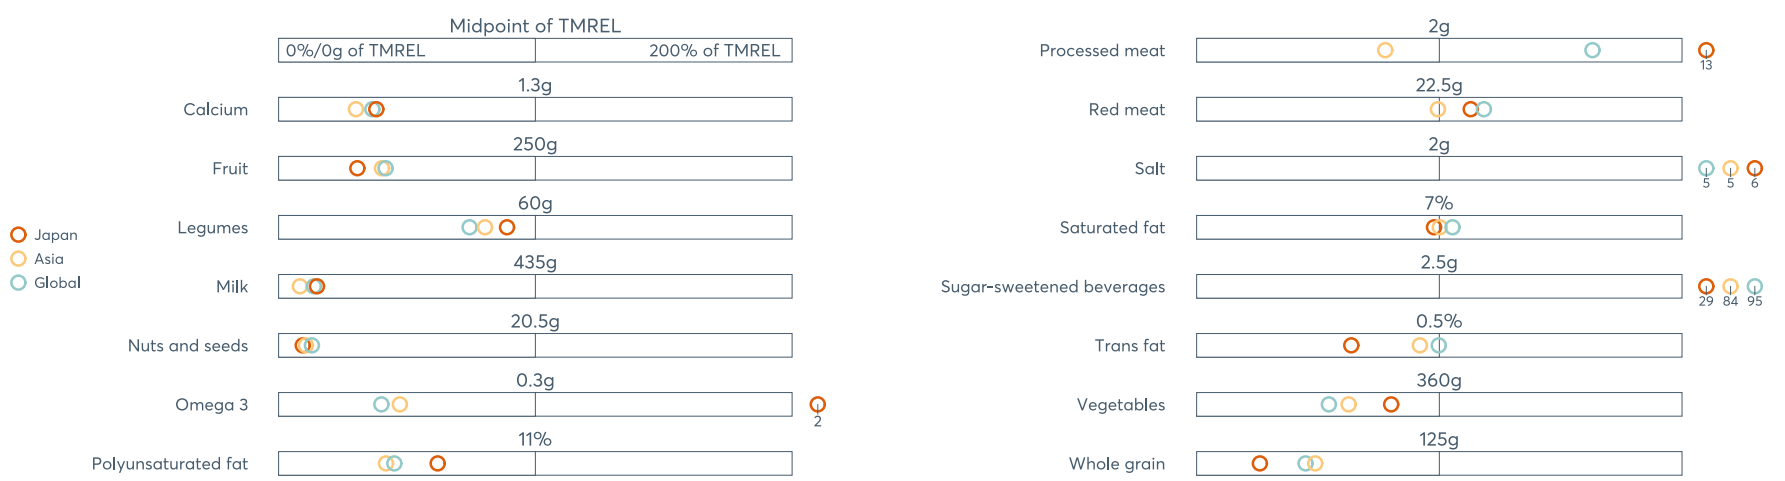 Midpoint of TMREL
0%/0g of TMREL 200% of TMREL
Calcium 1.3g
Fruit 250g
Legumes 60g
Milk 435g
Nuts and seeds 20.5g
Omega 3 0.3g
2
Polyunsaturated fat 11%
Japan
Asia
Global
Processed meat 2g
13
Red meat 22.5g
Salt 2g
5 5 6
Saturated fat 7%
Sugar-sweetened beverages 2.5g
29 84 95
Trans fat 0.5%
Vegetables 360g
Whole grain 125g